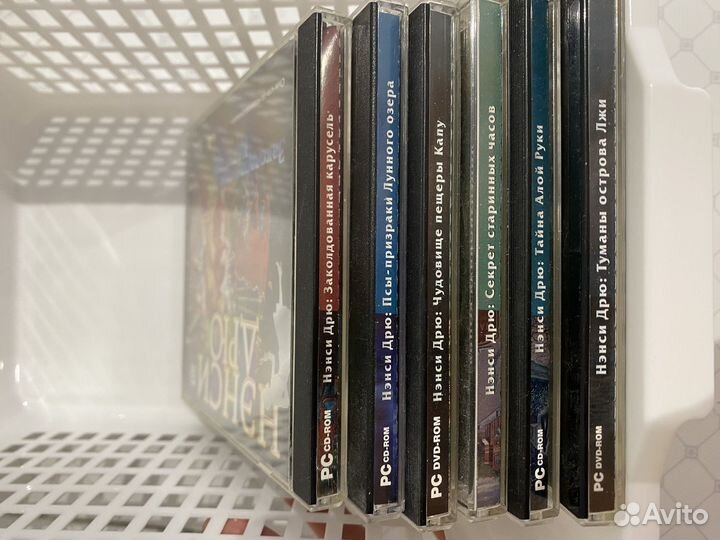 PC CD-ROM Нэнси Дрю: Заколдованная карусель
PC CD-ROM Нэнси Дрю: Псы-призраки Лунного озера
PC DVD-ROM Нэнси Дрю: Чудовище пещеры Капу
Нэнси Дрю: Секрет старинных часов
PC CD-ROM Нэнси Дрю: Тайна Алой Руки
PC DVD-ROM Нэнси Дрю: Туманы острова Лжи
НЭНСИ
ДРЮ
Avito